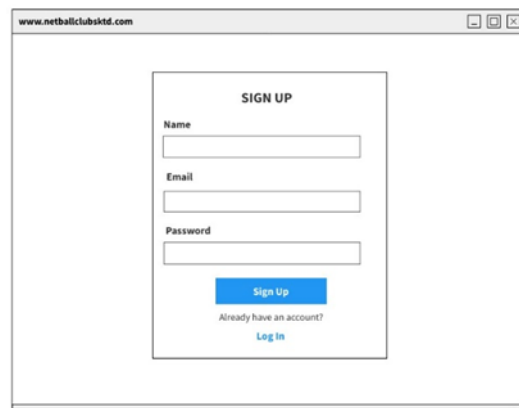 www.netballclubsktd.com
SIGN UP
Name
Email
Password
Sign Up
Already have an account?
Log In